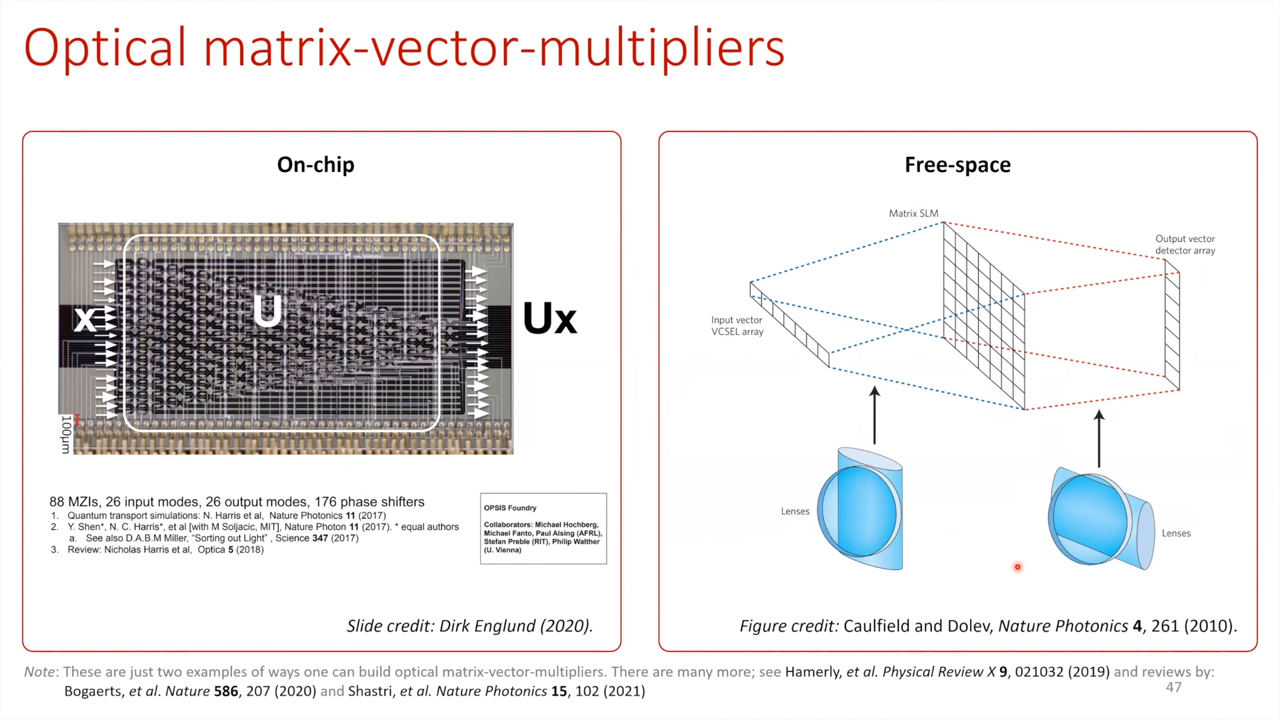 Optical matrix-vector-multipliers
On-chip
x
U
Ux
100μm
88 MZIs, 26 input modes, 26 output modes, 176 phase shifters
1. Quantum transport simulations: N. Harris et al, Nature Photonics 11 (2017)
2. Y. Shen*, N. C. Harris*, et al [with M Soljacic, MIT], Nature Photon 11 (2017). * equal authors
a. See also D.A.B.M Miller, "Sorting out Light" , Science 347 (2017)
3. Review: Nicholas Harris et al, Optica 5 (2018)
OPSIS Foundry
Collaborators: Michael Hochberg,
Michael Fanto, Paul Alsing (AFRL),
Stefan Preble (RIT), Philip Walther
(U. Vienna)
Slide credit: Dirk Englund (2020).
Free-space
Matrix SLM
Output vector
detector array
Input vector
VCSEL array
Lenses
Lenses
Figure credit: Caulfield and Dolev, Nature Photonics 4, 261 (2010).
Note: These are just two examples of ways one can build optical matrix-vector-multipliers. There are many more; see Hamerly, et al. Physical Review X 9, 021032 (2019) and reviews by:
Bogaerts, et al. Nature 586, 207 (2020) and Shastri, et al. Nature Photonics 15, 102 (2021)
47